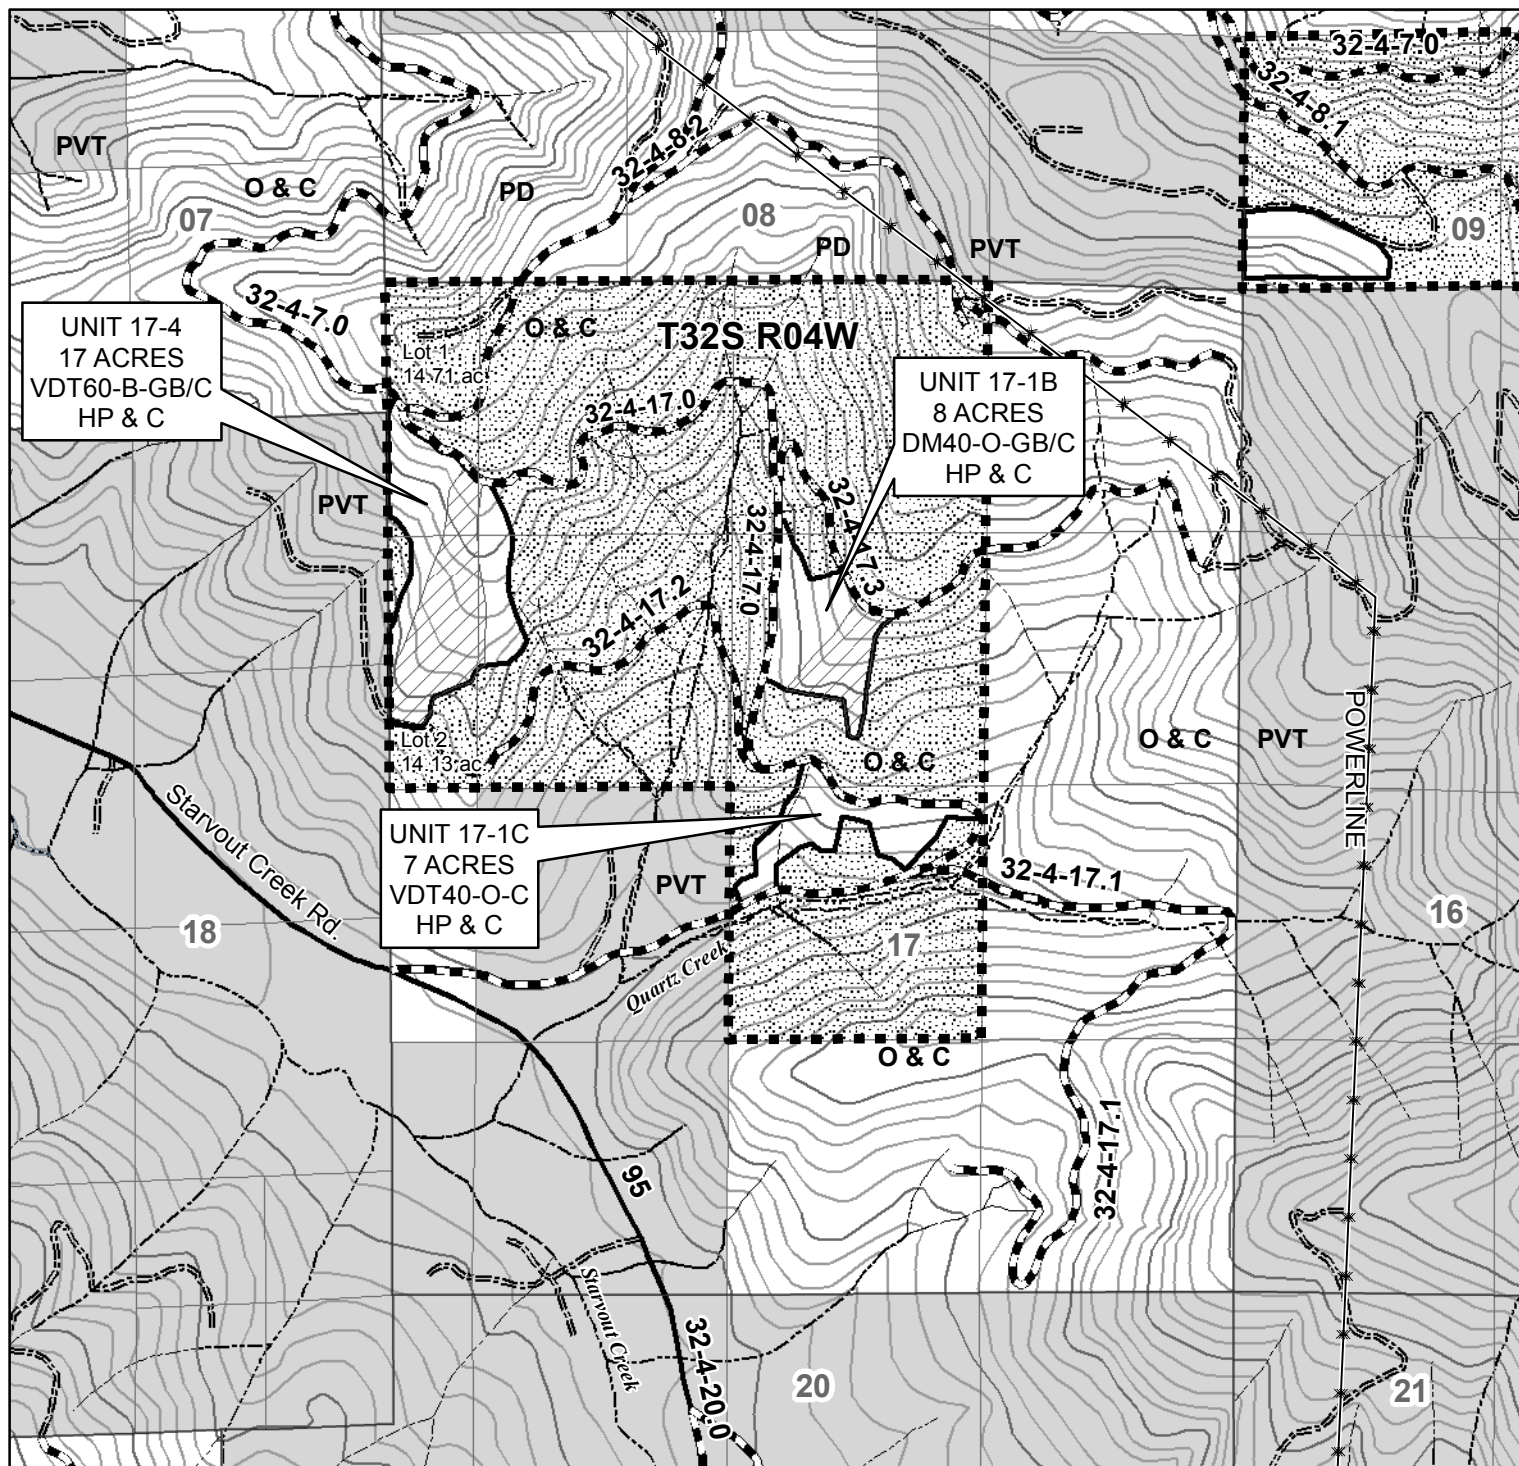 32-4-7.0
32-4-8.1
PVT
32-4-8.2
O & C
PD
07
08
09
PD
PVT
32-4-7.0
UNIT 17-4
17 ACRES
VDT60-B-GB/C
HP & C
O & C
T32S R04W
Lot 1
14.71 ac
UNIT 17-1B
8 ACRES
DM40-O-GB/C
HP & C
32-4-17.0
PVT
32-4-17.0
32-4-17.3
32-4-17.2
Lot 2
14.13 ac
O & C
O & C
PVT
POWERLINE
Starvout Creek Rd.
UNIT 17-1C
7 ACRES
VDT40-O-C
HP & C
PVT
32-4-17.1
18
17
16
Quartz Creek
O & C
32-4-17.1
95
Starvout Creek
32-4-20.0
20
21